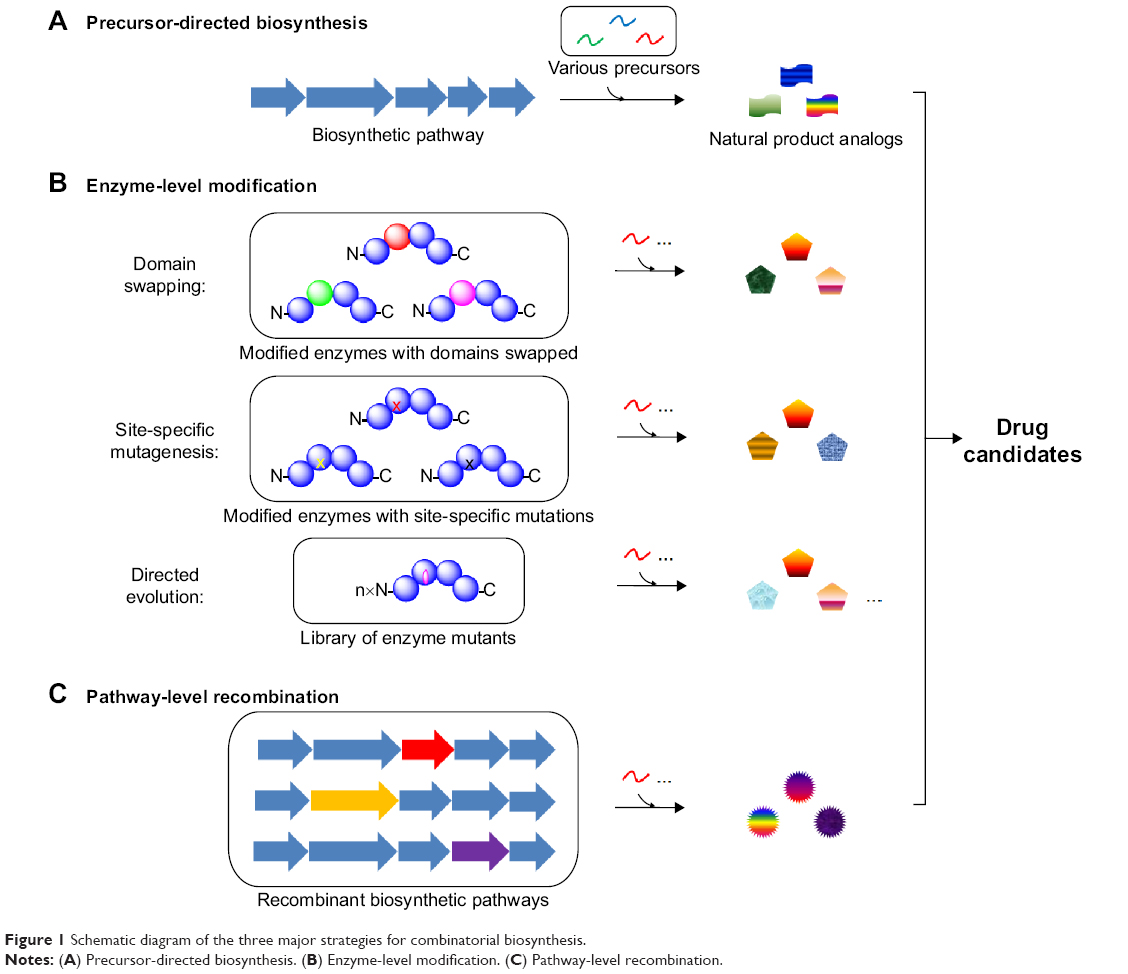 A Precursor-directed biosynthesis
Various precursors
Biosynthetic pathway
Natural product analogs
B Enzyme-level modification
Domain
swapping:
N C
N C
N C
...
Modified enzymes with domains swapped
Site-specific
mutagenesis:
N X C
N X C
N X C
...
Modified enzymes with site-specific mutations
Directed
evolution:
n×N C
...
...
Library of enzyme mutants
Drug
candidates
C Pathway-level recombination
...
Recombinant biosynthetic pathways
Figure 1 Schematic diagram of the three major strategies for combinatorial biosynthesis.
Notes: (A) Precursor-directed biosynthesis. (B) Enzyme-level modification. (C) Pathway-level recombination.